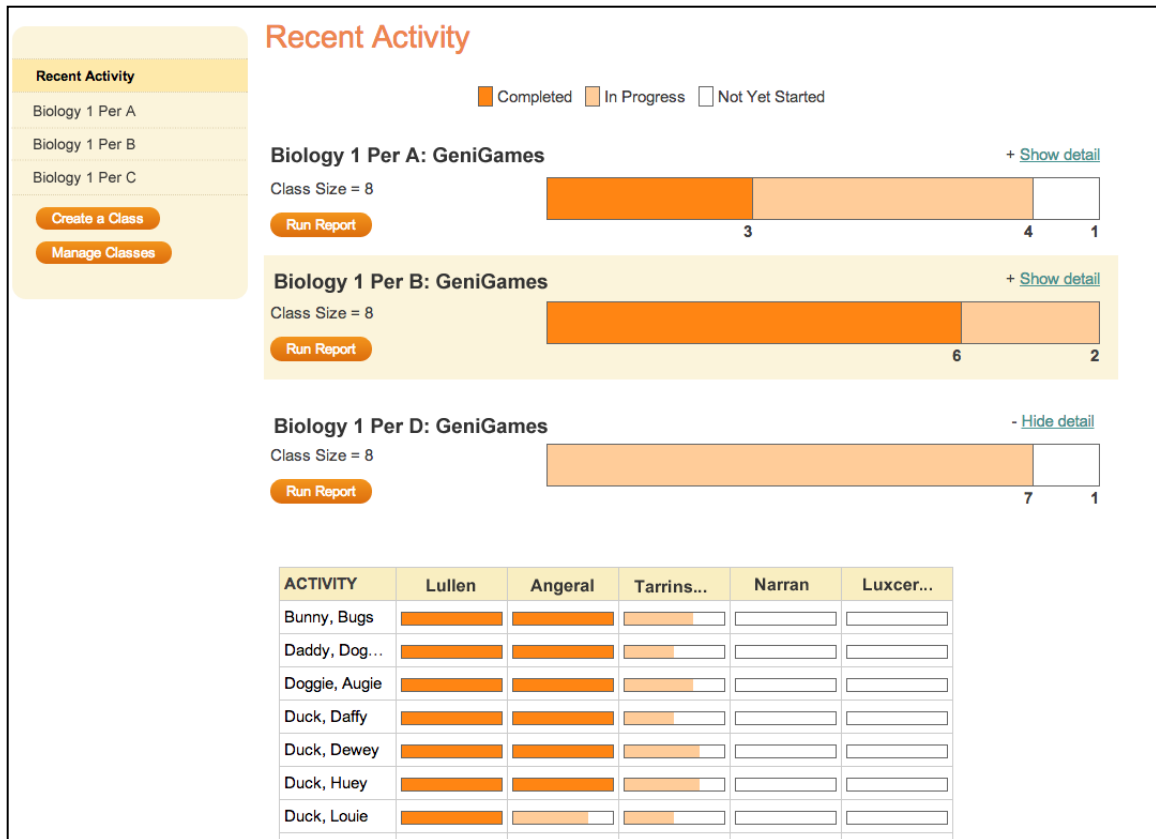 Recent Activity
Biology 1 Per A
Biology 1 Per B
Biology 1 Per C
Create a Class
Manage Classes
Recent Activity
Completed In Progress Not Yet Started
Biology 1 Per A: GeniGames
+ Show detail
Class Size = 8
Run Report
3 4 1
Biology 1 Per B: GeniGames
+ Show detail
Class Size = 8
Run Report
6 2
Biology 1 Per D: GeniGames
- Hide detail
Class Size = 8
Run Report
7 1
ACTIVITY Lullen Angeral Tarrins... Narran Luxcer...
Bunny, Bugs
Daddy, Dog...
Doggie, Augie
Duck, Daffy
Duck, Dewey
Duck, Huey
Duck, Louie